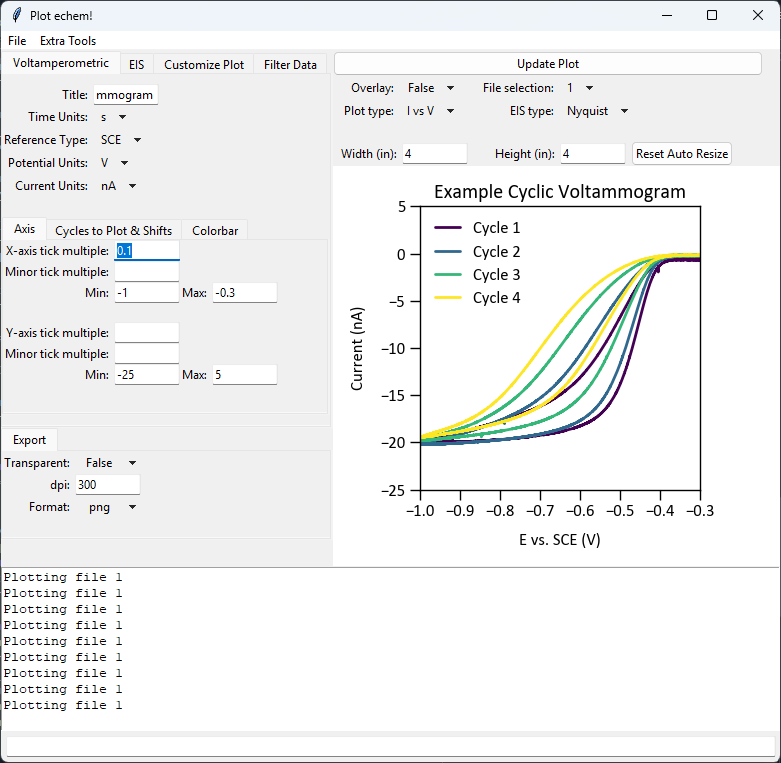 Plot echem!
File Extra Tools
Voltamperometric EIS Customize Plot Filter Data
Title: mmogram
Time Units: s
Reference Type: SCE
Potential Units: V
Current Units: nA
Axis Cycles to Plot & Shifts Colorbar
X-axis tick multiple: 0.1
Minor tick multiple:
Min: -1 Max: -0.3
Y-axis tick multiple:
Minor tick multiple:
Min: -25 Max: 5
Export
Transparent: False
dpi: 300
Format: png
Update Plot
Overlay: False File selection: 1
Plot type: I vs V EIS type: Nyquist
Width (in): 4 Height (in): 4 Reset Auto Resize
Example Cyclic Voltammogram
5
0
−5
−10
−15
−20
−25
Current (nA)
Cycle 1
Cycle 2
Cycle 3
Cycle 4
−1.0 −0.9 −0.8 −0.7 −0.6 −0.5 −0.4 −0.3
E vs. SCE (V)
Plotting file 1
Plotting file 1
Plotting file 1
Plotting file 1
Plotting file 1
Plotting file 1
Plotting file 1
Plotting file 1
Plotting file 1